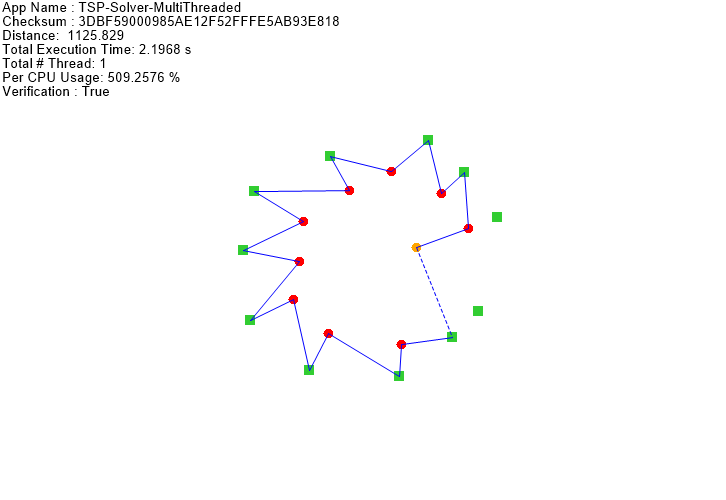 App Name : TSP-Solver-MultiThreaded
Checksum : 3DBF59000985AE12F52FFFE5AB93E818
Distance:  1125.829
Total Execution Time: 2.1968 s
Total # Thread: 1
Per CPU Usage: 509.2576 %
Verification : True